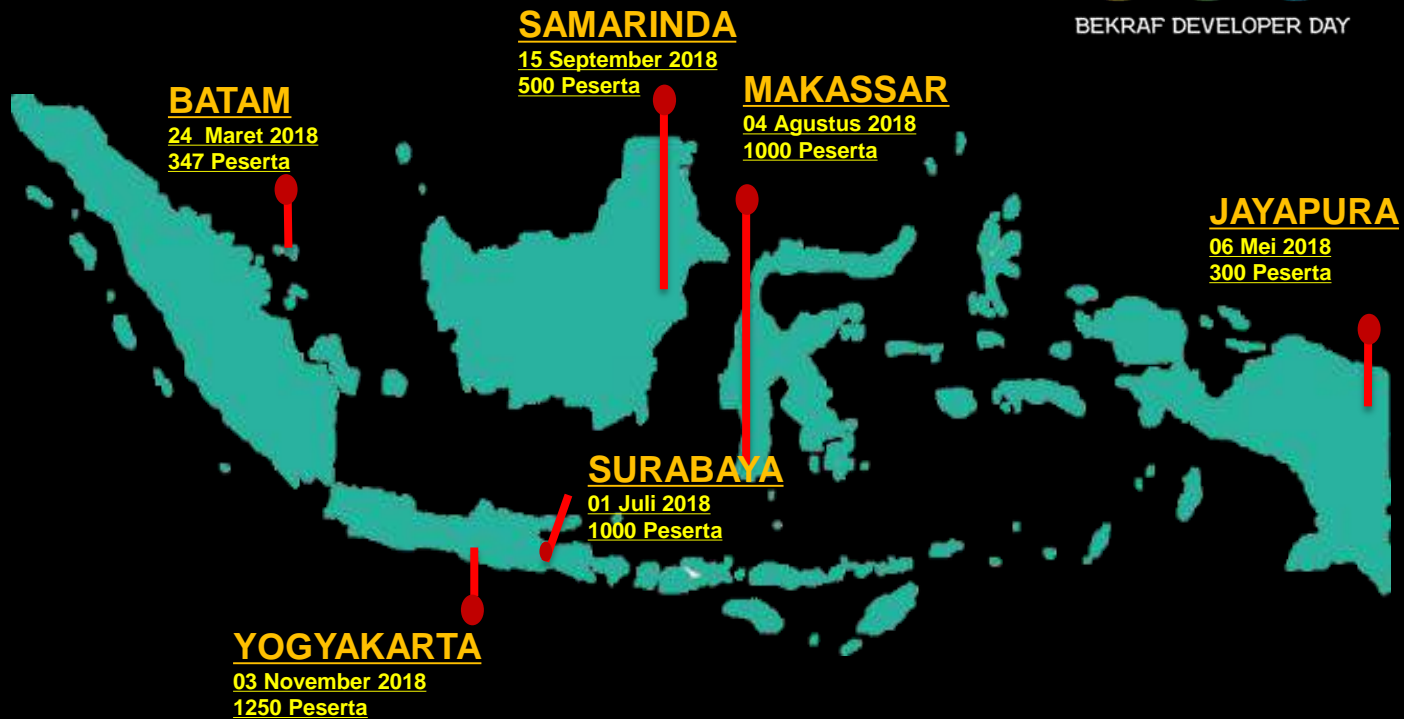 BEKRAF DEVELOPER DAY
SAMARINDA
15 September 2018
500 Peserta
BATAM
24 Maret 2018
347 Peserta
MAKASSAR
04 Agustus 2018
1000 Peserta
JAYAPURA
06 Mei 2018
300 Peserta
SURABAYA
01 Juli 2018
1000 Peserta
YOGYAKARTA
03 November 2018
1250 Peserta